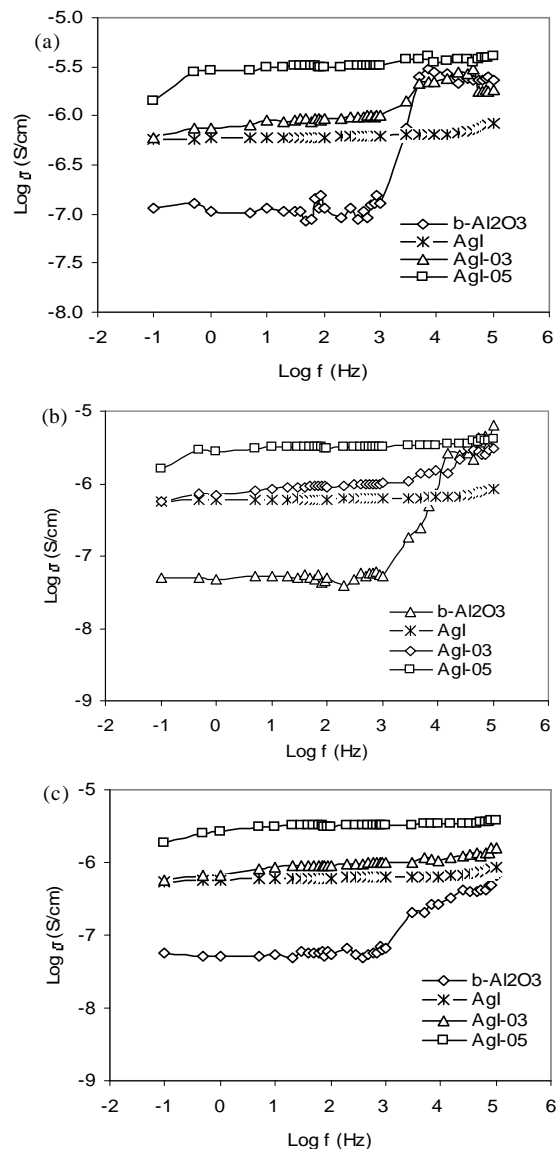 (a)
-5.0
-5.5
-6.0
-6.5
-7.0
-7.5
-8.0
Log σ (S/cm)
b-Al2O3
AgI
AgI-03
AgI-05
-2 -1 0 1 2 3 4 5 6
Log f (Hz)
(b)
-5
-6
-7
-8
-9
Log σ (S/cm)
b-Al2O3
AgI
AgI-03
AgI-05
-2 -1 0 1 2 3 4 5 6
Log f (Hz)
(c)
-5
-6
-7
-8
-9
Log σ (S/cm)
b-Al2O3
AgI
AgI-03
AgI-05
-2 -1 0 1 2 3 4 5 6
Log f (Hz)